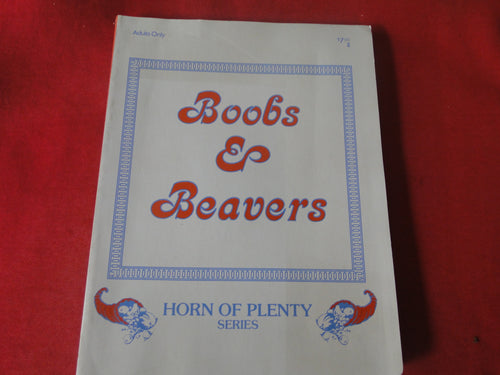 Adults Only
Boobs
&
Beavers
HORN OF PLENTY
SERIES